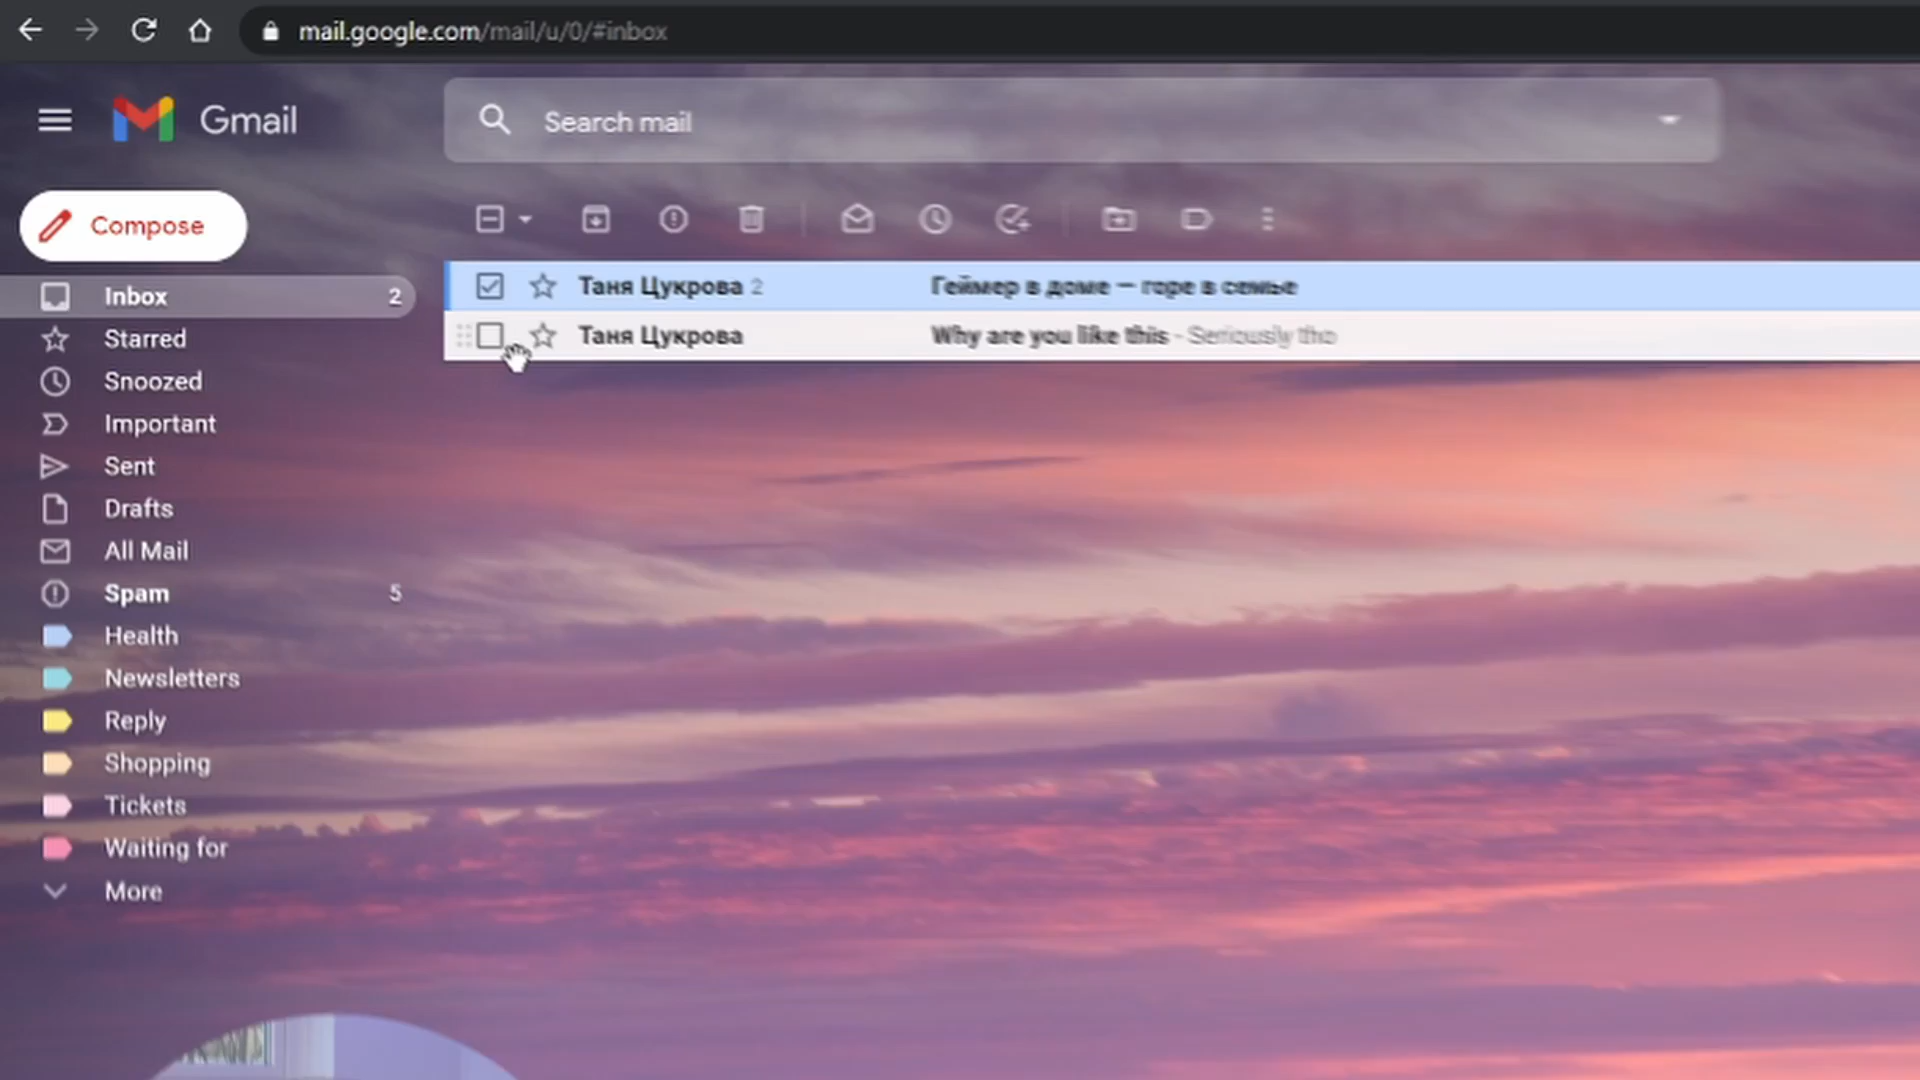 mail.google.com/mail/u/0/#inbox
Gmail
Search mail
Compose
Inbox 2
Starred
Snoozed
Important
Sent
Drafts
All Mail
Spam 5
Health
Newsletters
Reply
Shopping
Tickets
Waiting for
More
Таня Цукрова 2 Геймер в доме — горе в семье
Таня Цукрова Why are you like this - Seriously tho